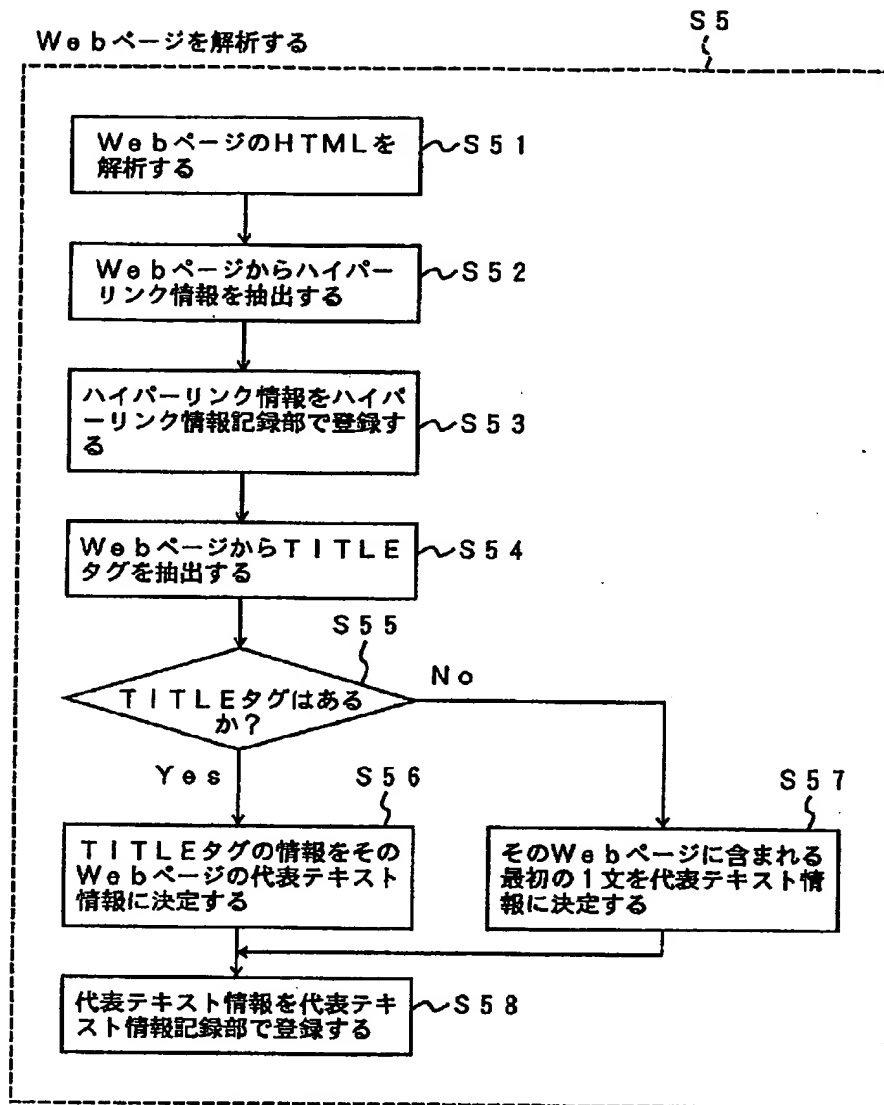 Ｗｅｂページを解析する
Ｓ５
ＷｅｂページのＨＴＭＬを
解析する
Ｓ５１
Ｗｅｂページからハイパー
リンク情報を抽出する
Ｓ５２
ハイパーリンク情報をハイパ
ーリンク情報記録部で登録す
る
Ｓ５３
ＷｅｂページからＴＩＴＬＥ
タグを抽出する
Ｓ５４
Ｓ５５
ＴＩＴＬＥタグはある
か？
Ｎｏ
Ｙｅｓ
Ｓ５６
ＴＩＴＬＥタグの情報をその
Ｗｅｂページの代表テキスト
情報に決定する
Ｓ５７
そのＷｅｂページに含まれる
最初の１文を代表テキスト情
報に決定する
代表テキスト情報を代表テキ
スト情報記録部で登録する
Ｓ５８